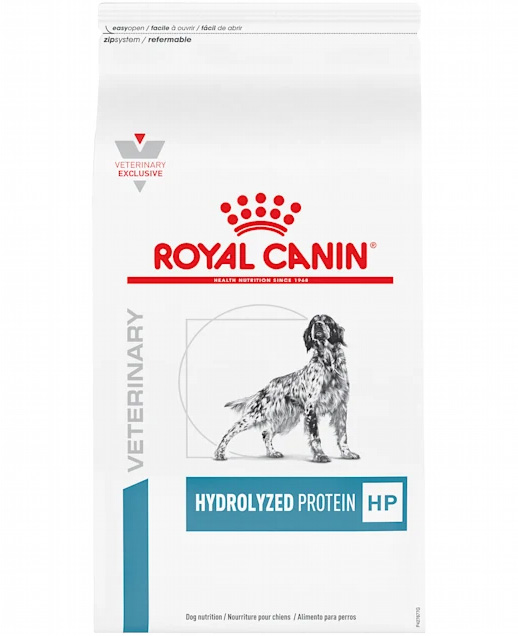 easyopen / facile à ouvrir / fácil de abrir
zipsystem / refermable
VETERINARY
EXCLUSIVE
ROYAL CANIN®
HEALTH NUTRITION SINCE 1968
VETERINARY
HYDROLYZED PROTEIN HP
Dog nutrition / Nourriture pour chiens / Alimento para perros